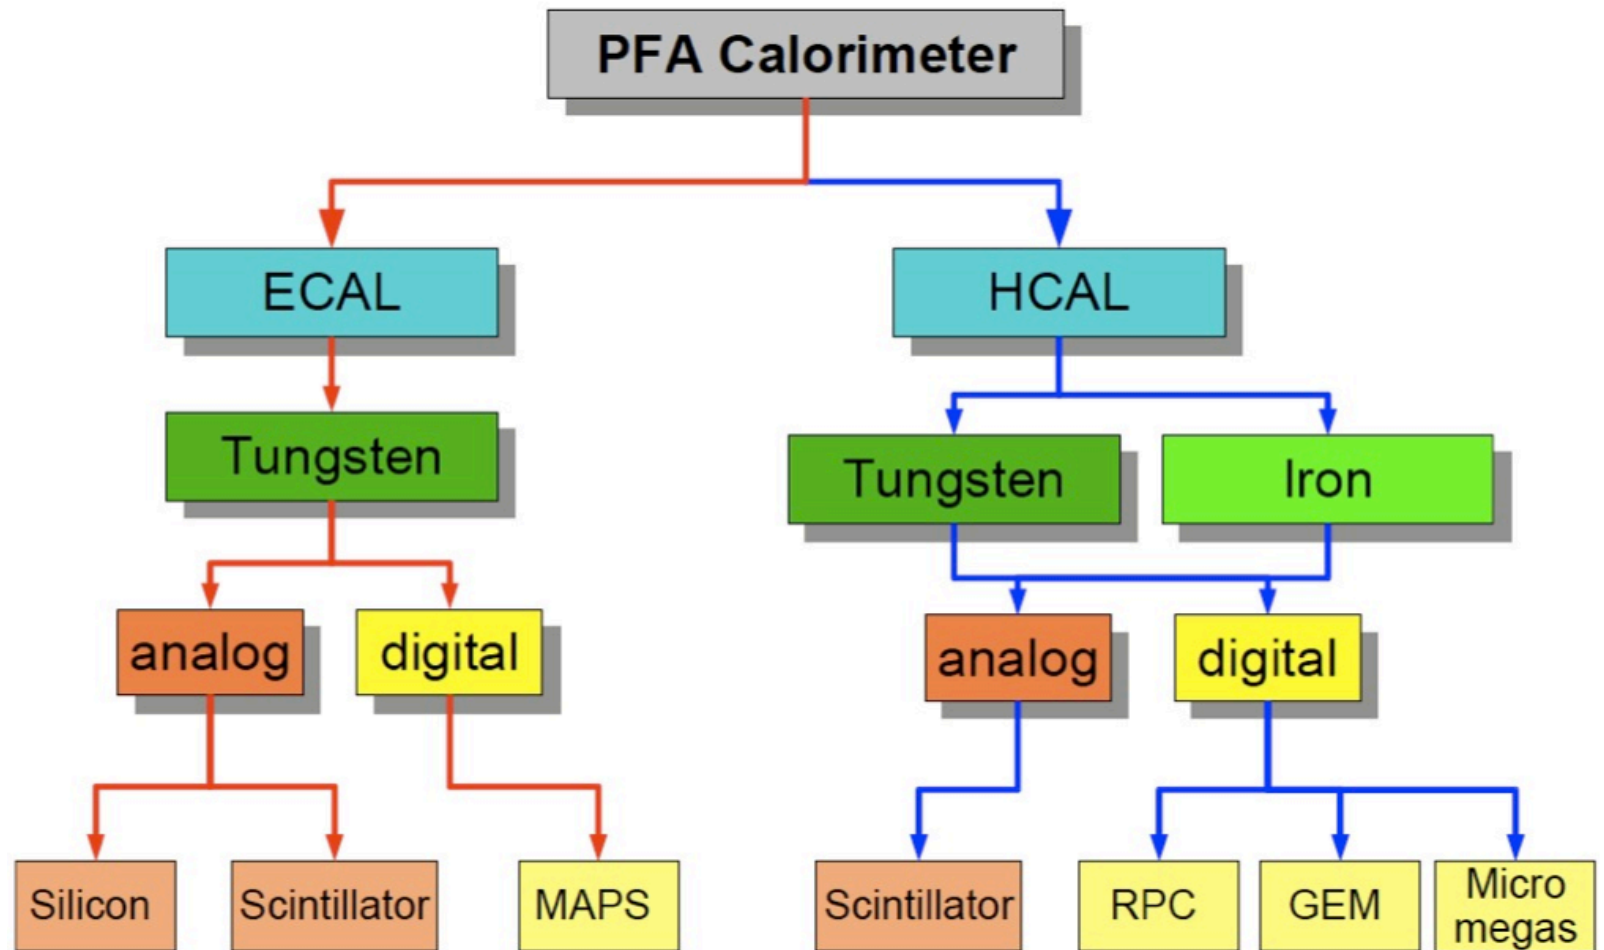 PFA Calorimeter
ECAL
HCAL
Tungsten
Tungsten
Iron
analog
digital
analog
digital
Silicon
Scintillator
MAPS
Scintillator
RPC
GEM
Micro
megas